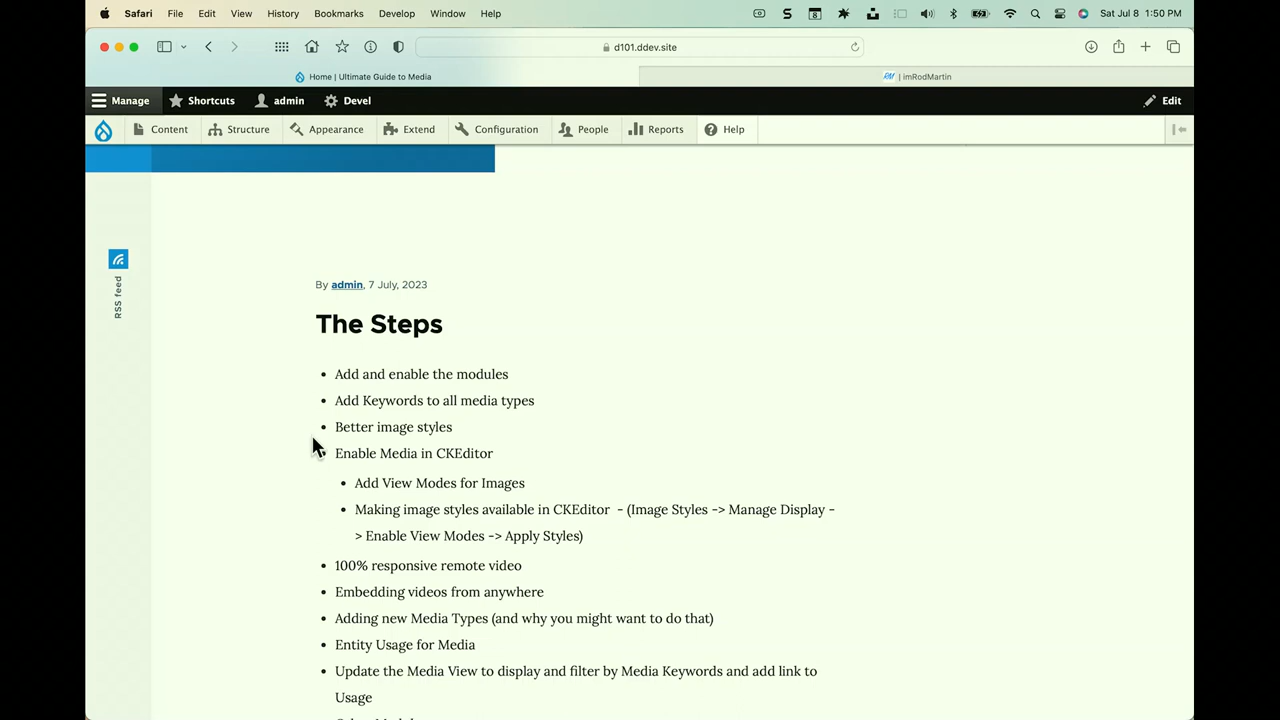 Safari File Edit View History Bookmarks Develop Window Help 8 Sat Jul 8 1:50 PM
d101.ddev.site
Home | Ultimate Guide to Media RM | imRodMartin
Manage Shortcuts admin Devel Edit
Content Structure Appearance Extend Configuration People Reports Help
RSS feed
By admin, 7 July, 2023
The Steps
• Add and enable the modules
• Add Keywords to all media types
• Better image styles
• Enable Media in CKEditor
• Add View Modes for Images
• Making image styles available in CKEditor - (Image Styles -> Manage Display -
> Enable View Modes -> Apply Styles)
• 100% responsive remote video
• Embedding videos from anywhere
• Adding new Media Types (and why you might want to do that)
• Entity Usage for Media
• Update the Media View to display and filter by Media Keywords and add link to
Usage